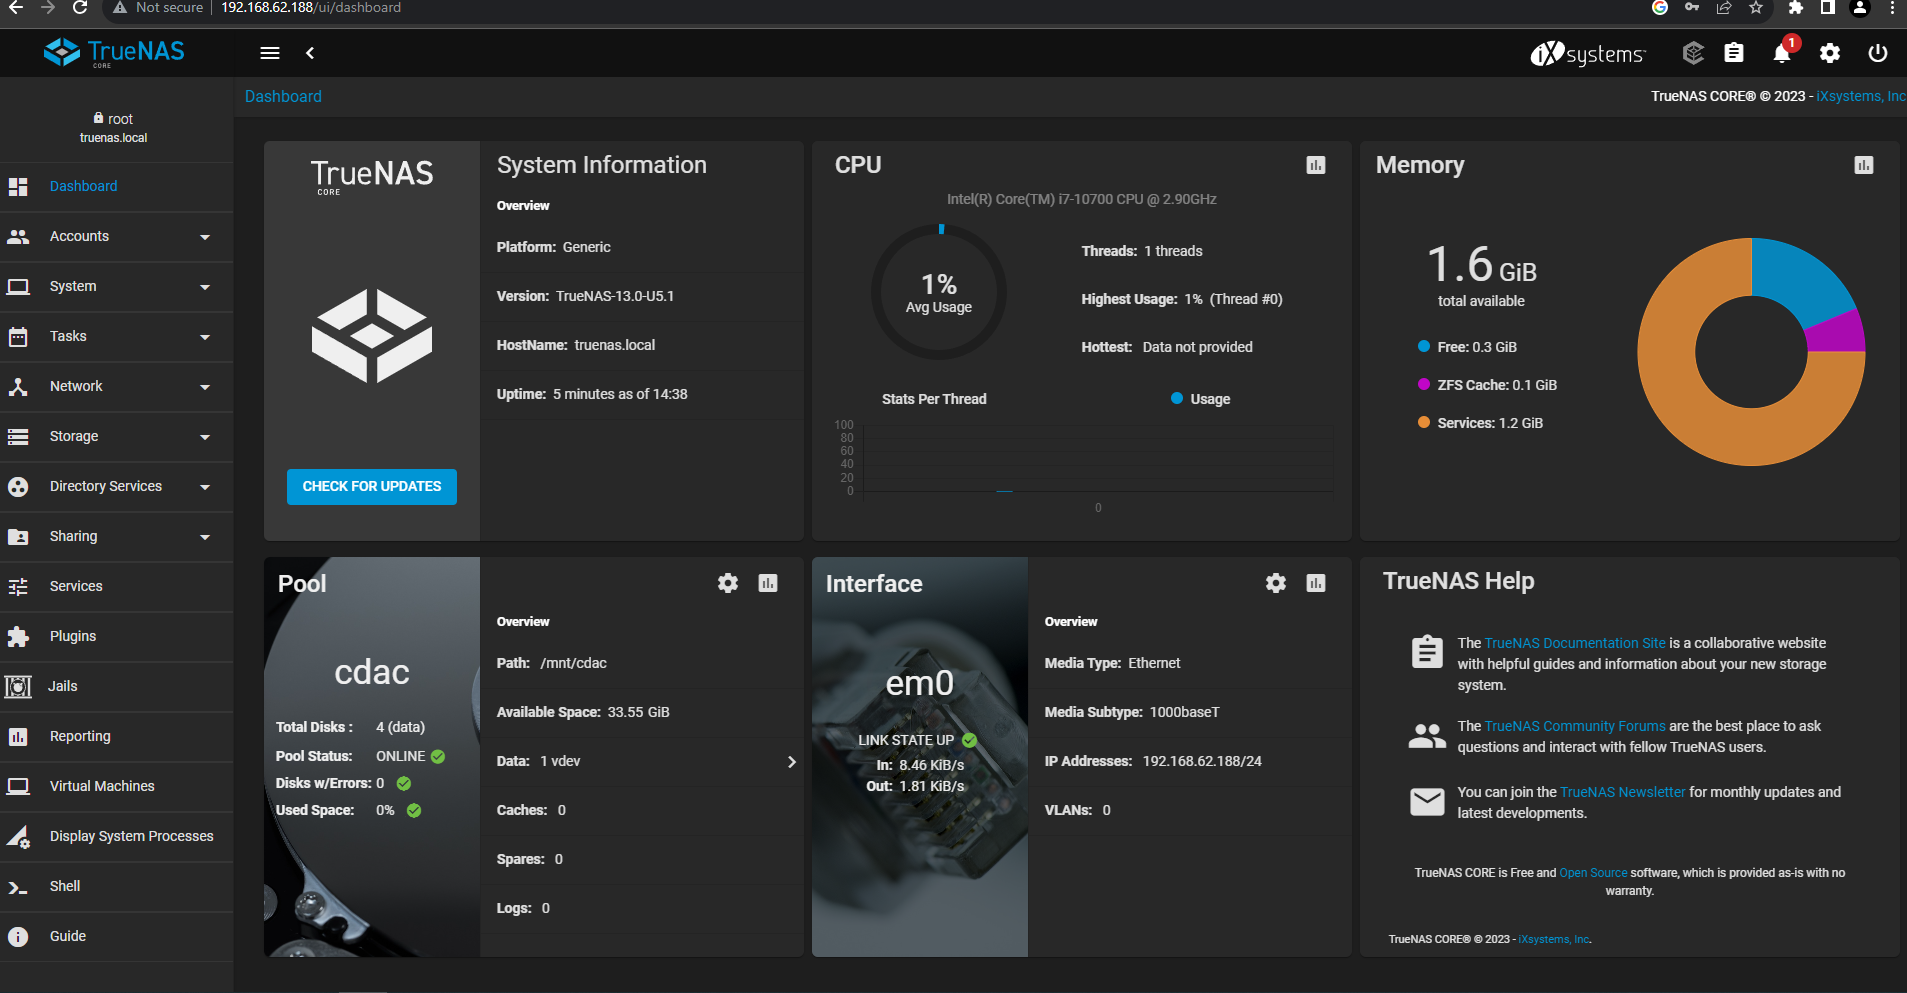 Not secure | 192.168.62.188/ui/dashboard
TrueNAS
CORE
iXsystems
1
Dashboard
TrueNAS CORE® © 2023 - iXsystems, Inc
root
truenas.local
Dashboard
Accounts
System
Tasks
Network
Storage
Directory Services
Sharing
Services
Plugins
Jails
Reporting
Virtual Machines
Display System Processes
Shell
Guide
TrueNAS
CORE
CHECK FOR UPDATES
System Information
Overview
Platform: Generic
Version: TrueNAS-13.0-U5.1
HostName: truenas.local
Uptime: 5 minutes as of 14:38
CPU
Intel(R) Core(TM) i7-10700 CPU @ 2.90GHz
1%
Avg Usage
Threads: 1 threads
Highest Usage: 1% (Thread #0)
Hottest: Data not provided
Stats Per Thread
Usage
100
80
60
40
20
0
0
Memory
1.6 GiB
total available
Free: 0.3 GiB
ZFS Cache: 0.1 GiB
Services: 1.2 GiB
Pool
cdac
Total Disks : 4 (data)
Pool Status: ONLINE
Disks w/Errors: 0
Used Space: 0%
Overview
Path: /mnt/cdac
Available Space: 33.55 GiB
Data: 1 vdev
Caches: 0
Spares: 0
Logs: 0
Interface
em0
LINK STATE UP
In: 8.46 KiB/s
Out: 1.81 KiB/s
Overview
Media Type: Ethernet
Media Subtype: 1000baseT
IP Addresses: 192.168.62.188/24
VLANs: 0
TrueNAS Help
The TrueNAS Documentation Site is a collaborative website
with helpful guides and information about your new storage
system.
The TrueNAS Community Forums are the best place to ask
questions and interact with fellow TrueNAS users.
You can join the TrueNAS Newsletter for monthly updates and
latest developments.
TrueNAS CORE is Free and Open Source software, which is provided as-is with no
warranty.
TrueNAS CORE® © 2023 - iXsystems, Inc.